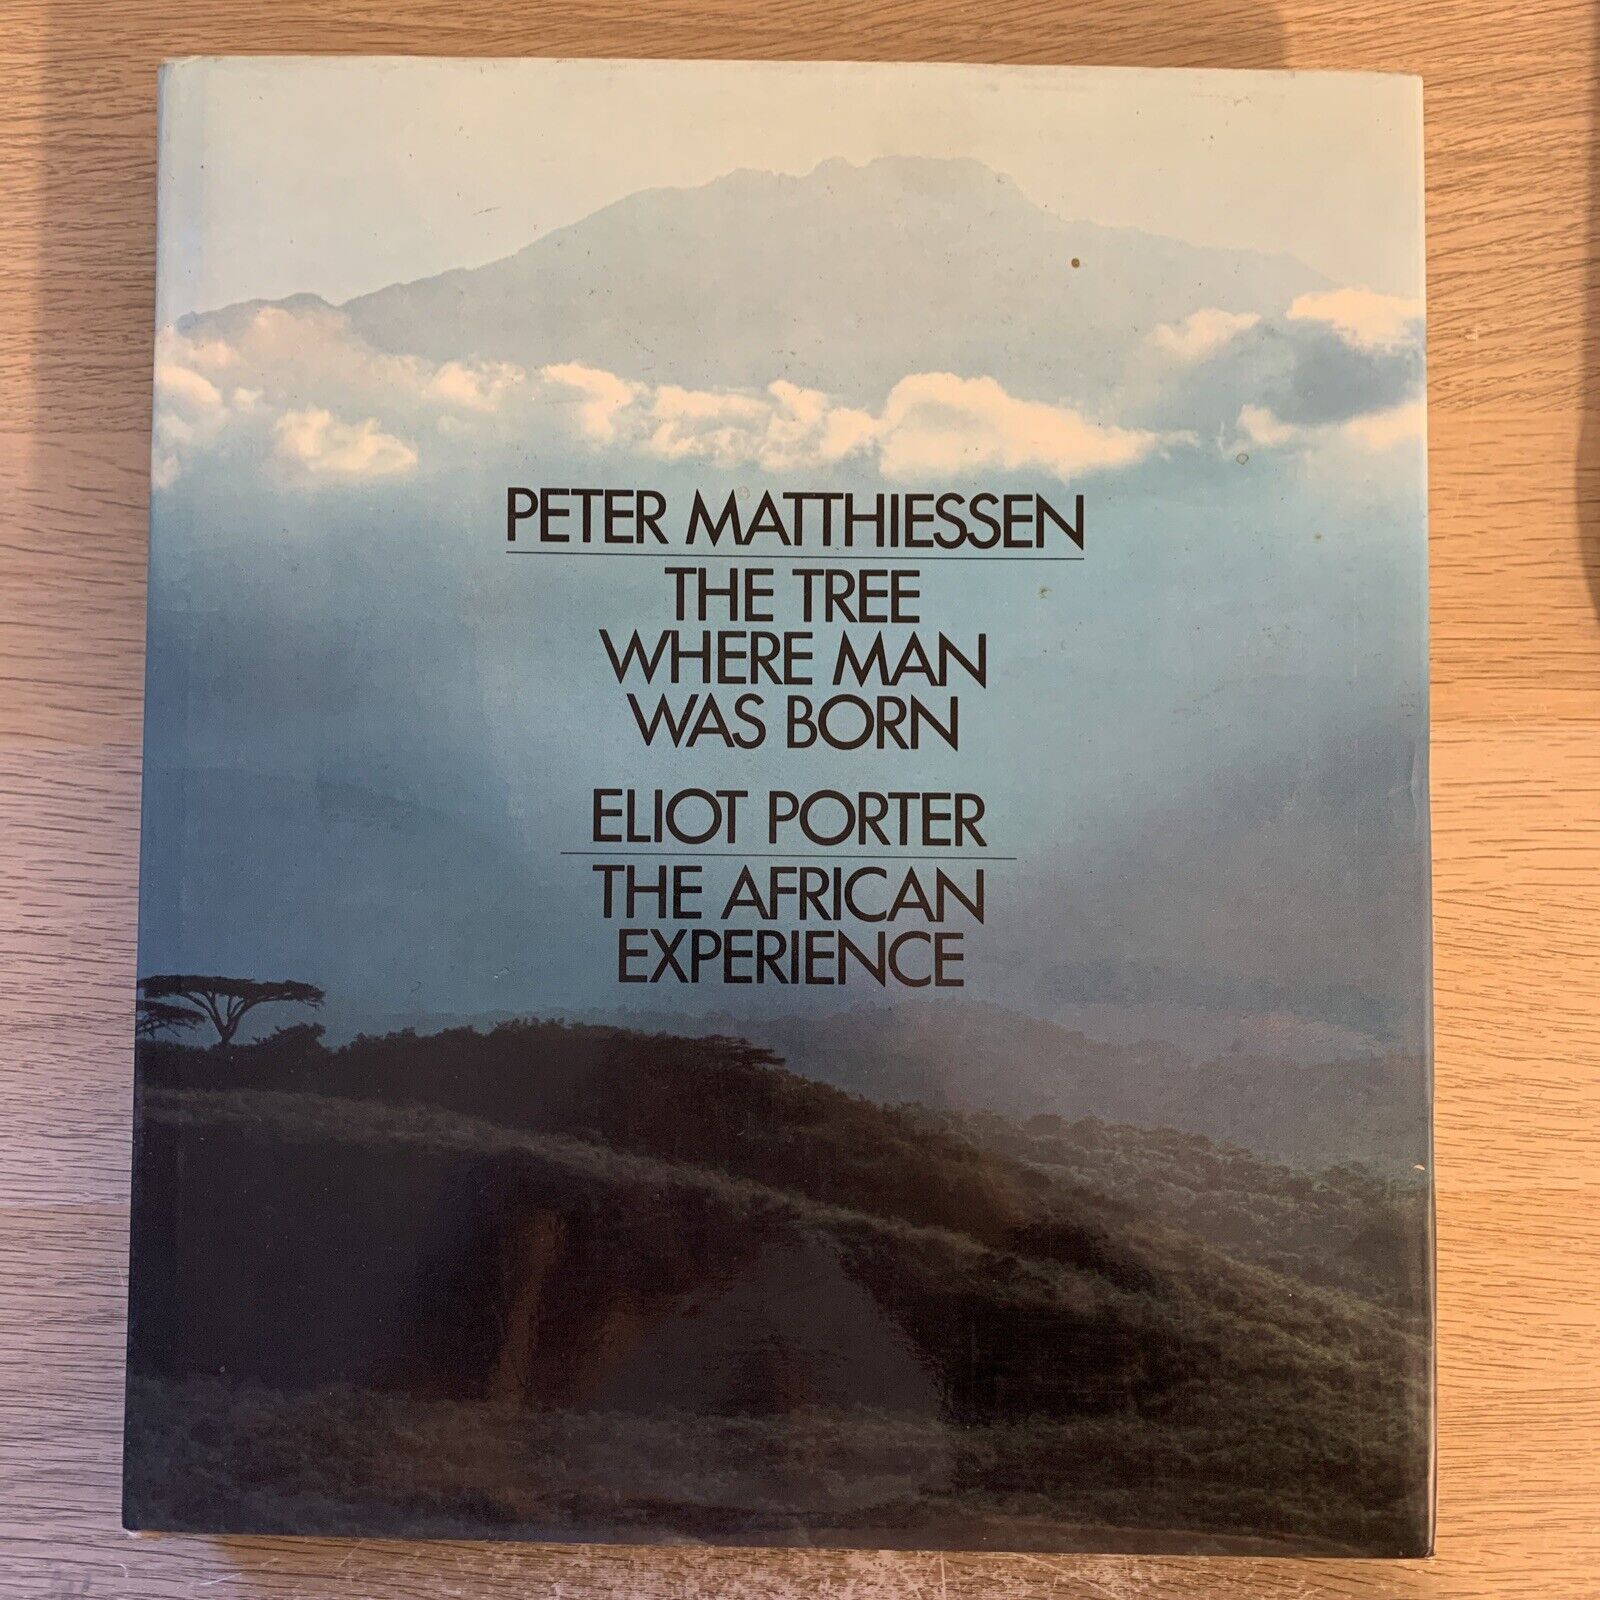 PETER MATTHIESSEN
THE TREE
WHERE MAN
WAS BORN
ELIOT PORTER
THE AFRICAN
EXPERIENCE